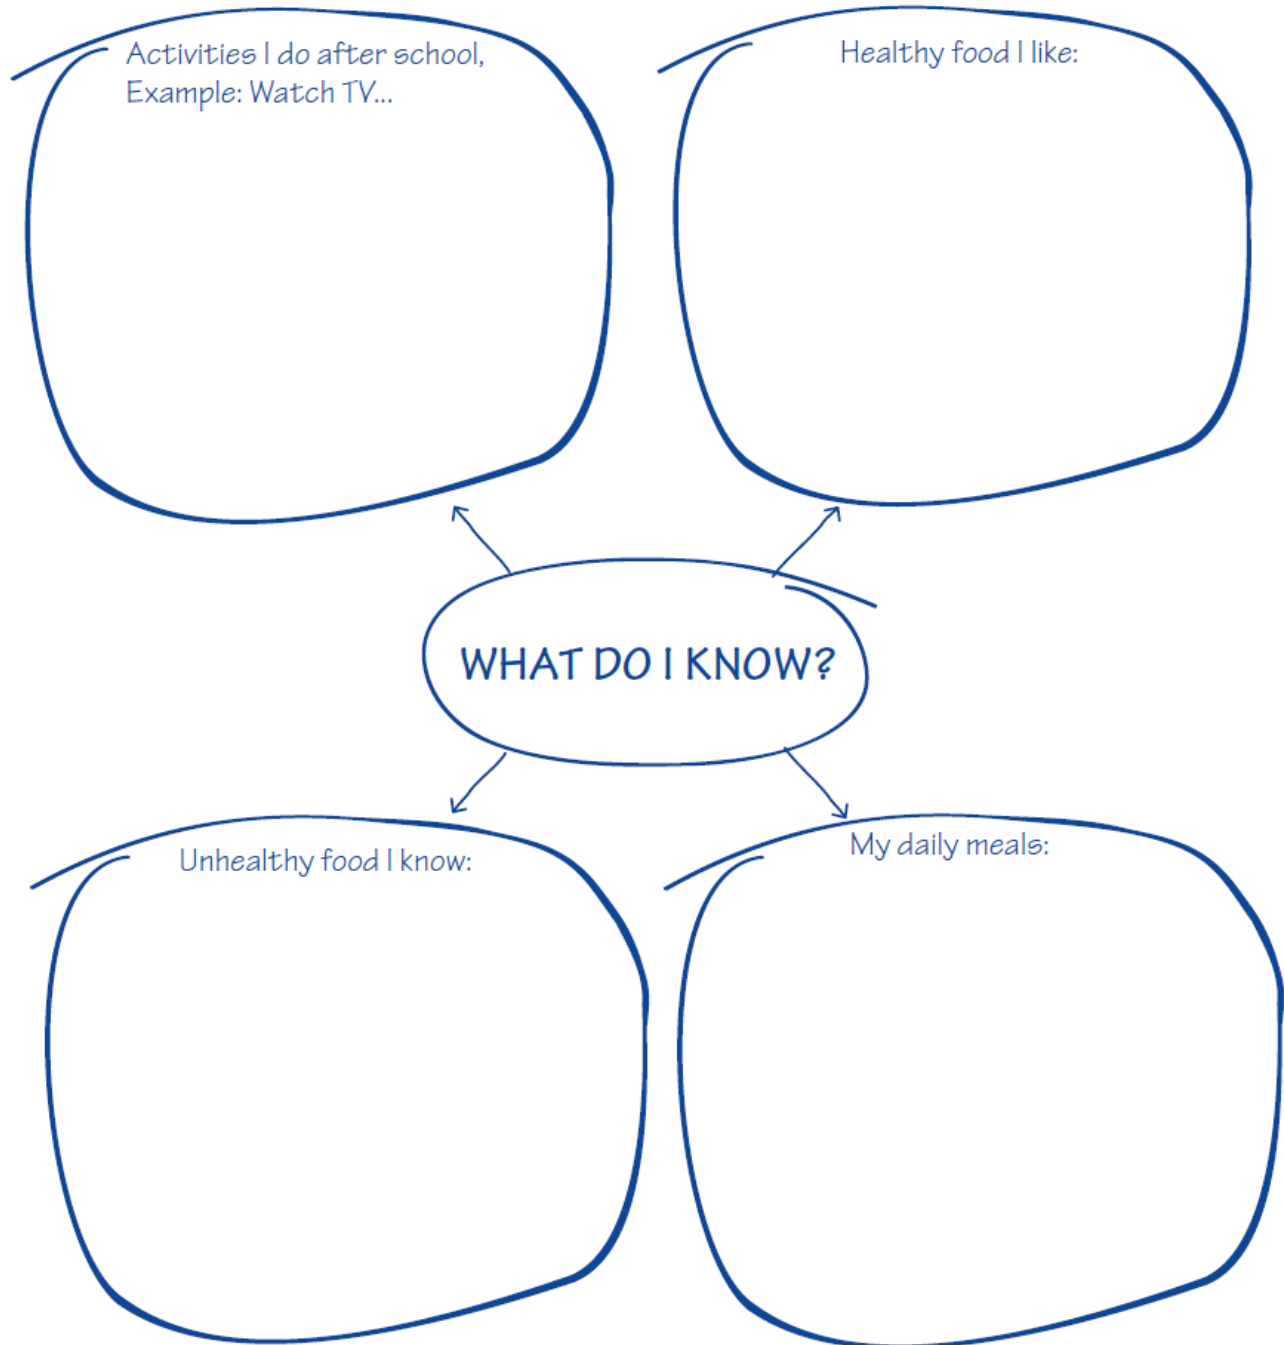 Activities I do after school,
Example: Watch TV...
Healthy food I like:
WHAT DO I KNOW?
Unhealthy food I know:
My daily meals: